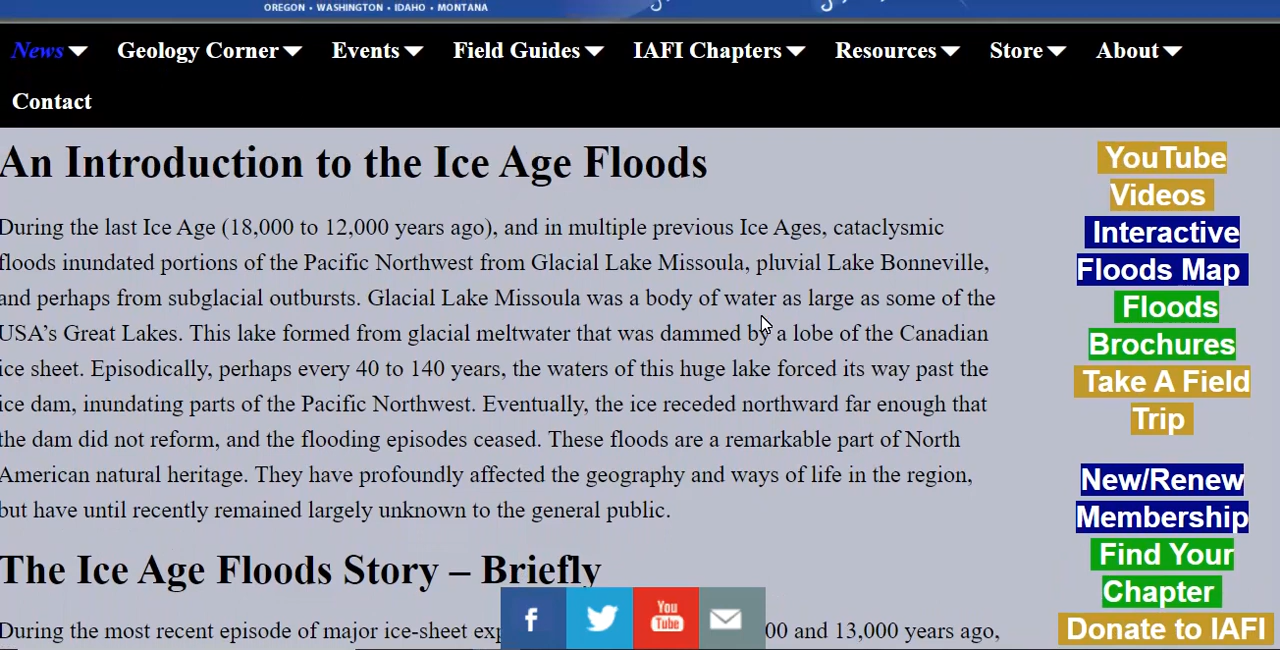 OREGON • WASHINGTON • IDAHO • MONTANA
News Geology Corner Events Field Guides IAFI Chapters Resources Store About
Contact
An Introduction to the Ice Age Floods
During the last Ice Age (18,000 to 12,000 years ago), and in multiple previous Ice Ages, cataclysmic
floods inundated portions of the Pacific Northwest from Glacial Lake Missoula, pluvial Lake Bonneville,
and perhaps from subglacial outbursts. Glacial Lake Missoula was a body of water as large as some of the
USA’s Great Lakes. This lake formed from glacial meltwater that was dammed by a lobe of the Canadian
ice sheet. Episodically, perhaps every 40 to 140 years, the waters of this huge lake forced its way past the
ice dam, inundating parts of the Pacific Northwest. Eventually, the ice receded northward far enough that
the dam did not reform, and the flooding episodes ceased. These floods are a remarkable part of North
American natural heritage. They have profoundly affected the geography and ways of life in the region,
but have until recently remained largely unknown to the general public.
The Ice Age Floods Story – Briefly
During the most recent episode of major ice-sheet exp 00 and 13,000 years ago,
You
Tube
YouTube
Videos
Interactive
Floods Map
Floods
Brochures
Take A Field
Trip
New/Renew
Membership
Find Your
Chapter
Donate to IAFI